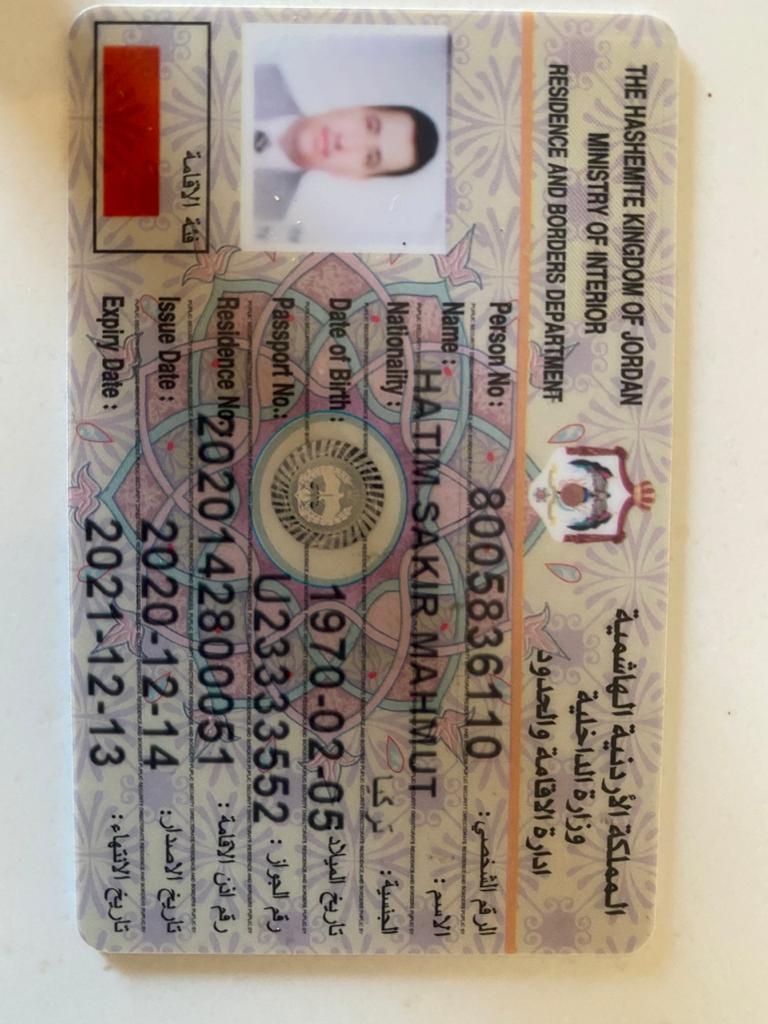 THE HASHEMITE KINGDOM OF JORDAN
المملكة الأردنية الهاشمية
MINISTRY OF INTERIOR
وزارة الداخلية
RESIDENCE AND BORDERS DEPARTMENT
ادارة الاقامة والحدود
Person No : 8005836110 الرقم الشخصي :
Name : HATIM SAKIR MAHMUT الاسم :
Nationality : تركيا الجنسية :
Date of Birth : 1970-02-05 تاريخ الميلاد
Passport No.: U23333552 رقم الجواز :
Residence No: 2020142800051 رقم اذن الاقامة :
Issue Date : 2020-12-14 تاريخ الاصدار:
Expiry Date : 2021-12-13 تاريخ الانتهاء:
فئة الاقامة